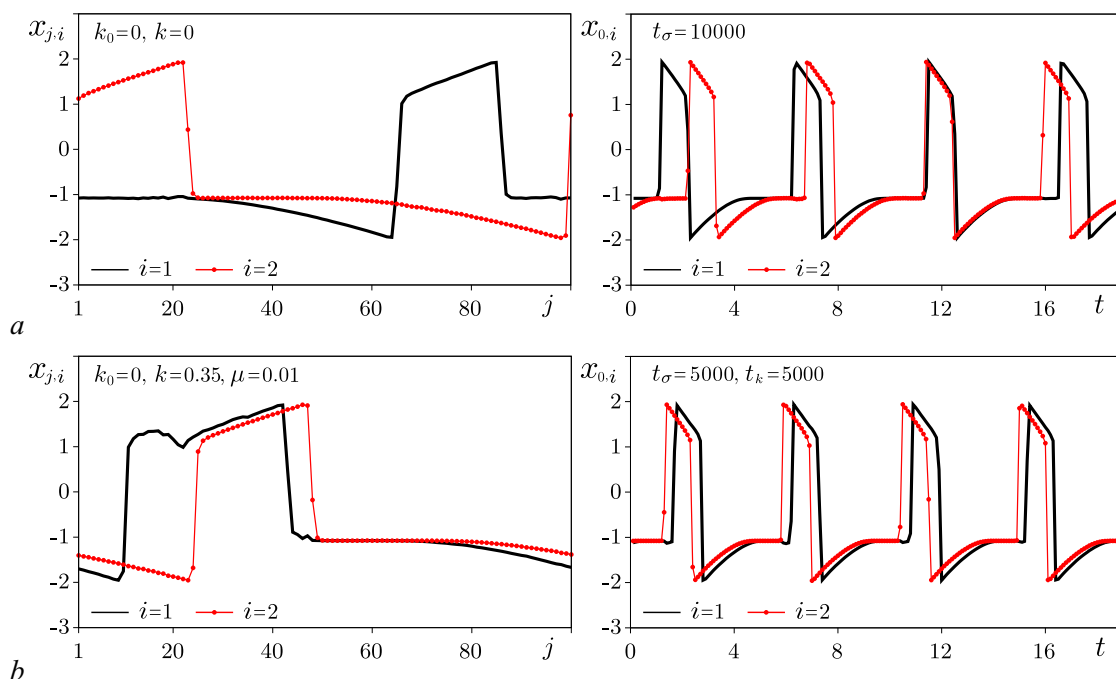 x_{j,i}
k_0=0, k=0
2
1
0
-1
-2
-3
i=1 i=2
1 20 40 60 80 j
a
x_{0,i}
t_σ=10000
2
1
0
-1
-2
-3
i=1 i=2
0 4 8 12 16 t
x_{j,i}
k_0=0, k=0.35, μ=0.01
2
1
0
-1
-2
-3
i=1 i=2
1 20 40 60 80 j
b
x_{0,i}
t_σ=5000, t_k=5000
2
1
0
-1
-2
-3
i=1 i=2
0 4 8 12 16 t